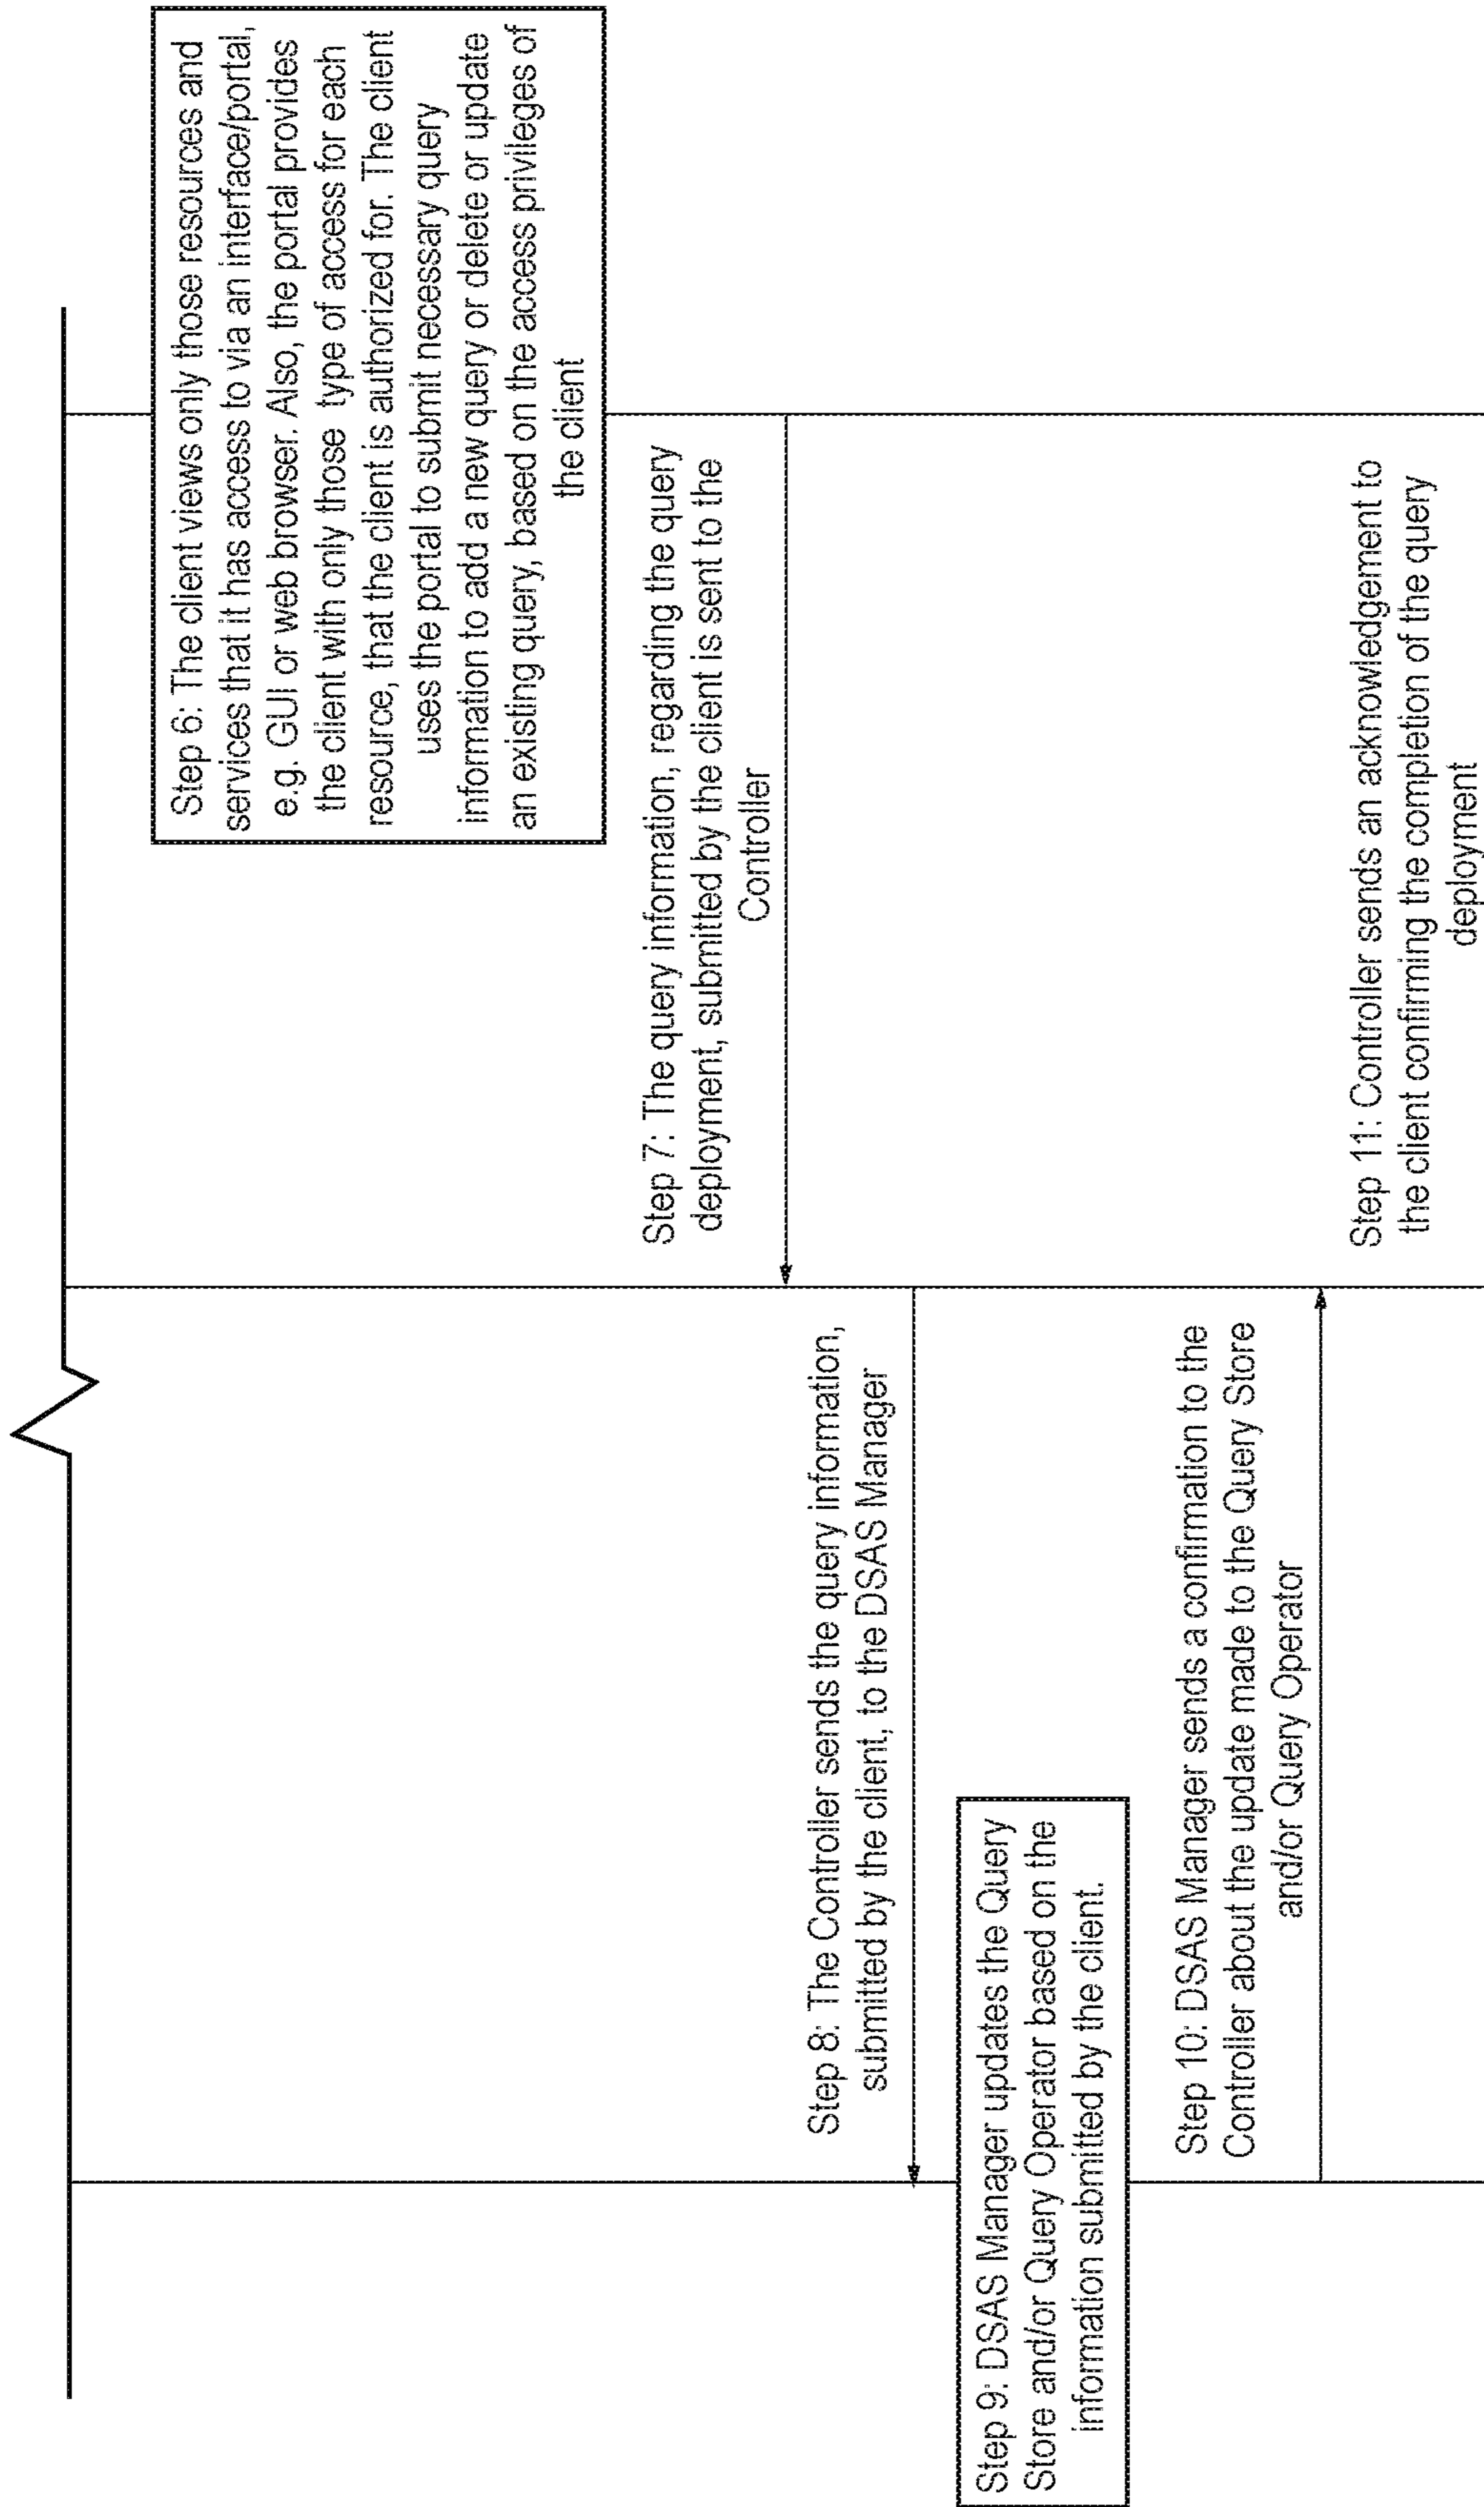 Step 6: The client views only those resources and
services that it has access to via an interface/portal,
e.g. GUI or web browser. Also, the portal provides
the client with only those type of access for each
resource, that the client is authorized for. The client
uses the portal to submit necessary query
information to add a new query or delete or update
an existing query, based on the access privileges of
the client
Step 7: The query information, regarding the query
deployment, submitted by the client is sent to the
Controller
Step 8: The Controller sends the query information,
submitted by the client, to the DSAS Manager
Step 9: DSAS Manager updates the Query
Store and/or Query Operator based on the
information submitted by the client.
Step 10: DSAS Manager sends a confirmation to the
Controller about the update made to the Query Store
and/or Query Operator
Step 11: Controller sends an acknowledgement to
the client confirming the completion of the query
deployment